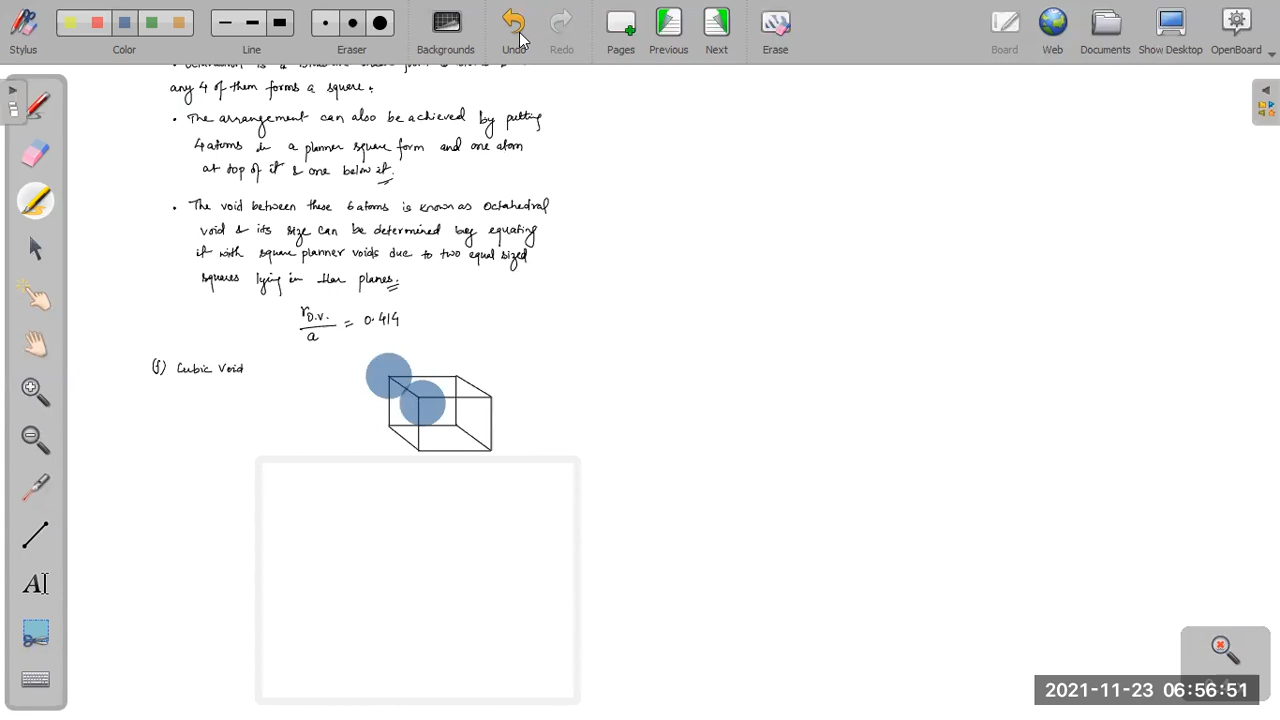 Stylus
Color
Line
Eraser
Backgrounds
Undo
Redo
Pages
Previous
Next
Erase
Board
Web
Documents
Show Desktop
OpenBoard
any 4 of them forms a square.
• The arrangement can also be achieved by putting
4 atoms in a planner square form and one atom
at top of it & one below it.
• The void between these 6 atoms is known as Octahedral
void & its size can be determined by equating
it with square planner voids due to two equal sized
squares lying in planes.
rO.V. / a = 0.414
(f) Cubic Void
2021-11-23 06:56:51